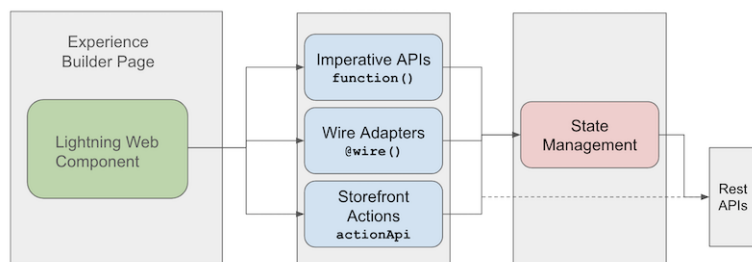 Experience
Builder Page
Lightning Web
Component
Imperative APIs
function()
Wire Adapters
@wire()
Storefront
Actions
actionApi
State
Management
Rest
APIs